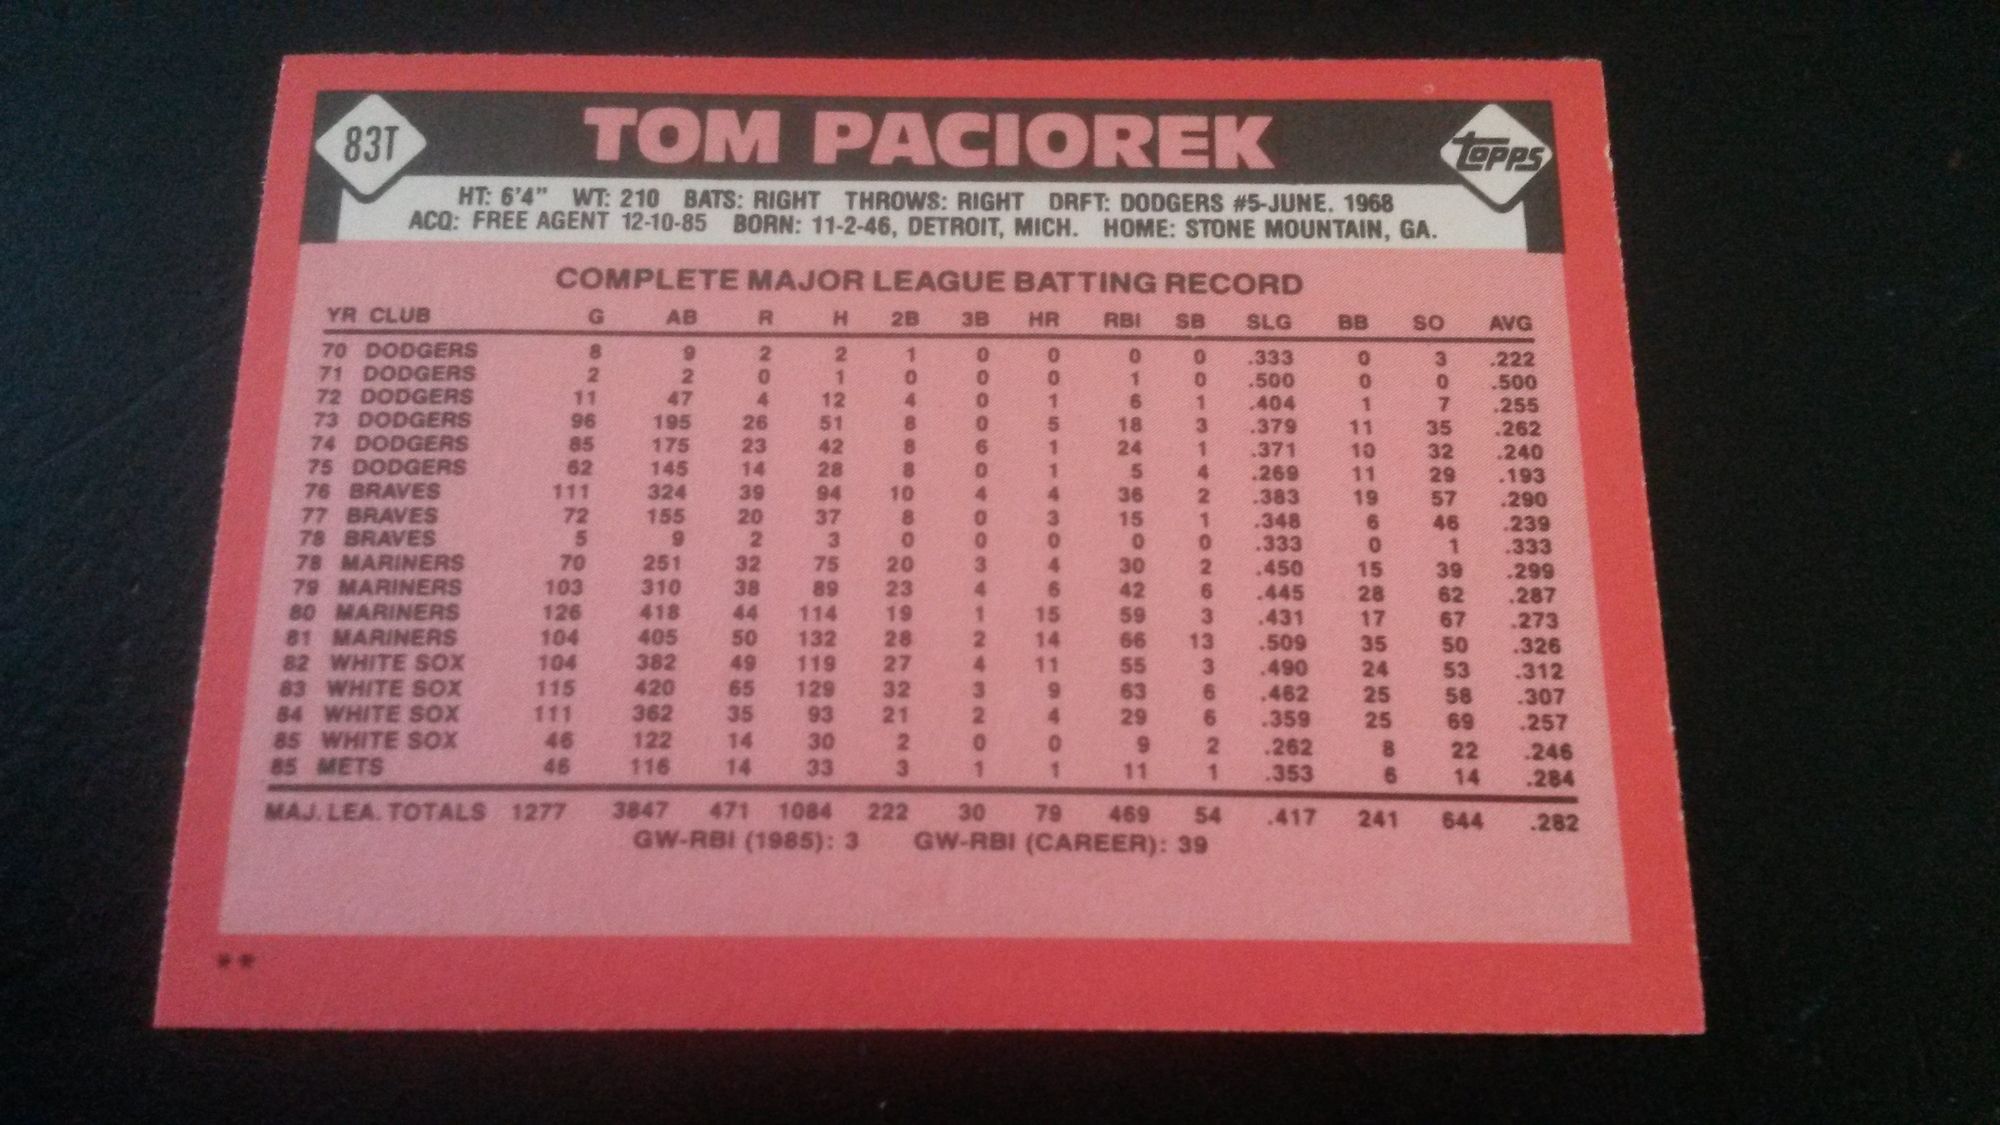 83T TOM PACIOREK topps
HT: 6'4" WT: 210 BATS: RIGHT THROWS: RIGHT DRFT: DODGERS #5-JUNE. 1968
ACQ: FREE AGENT 12-10-85 BORN: 11-2-46, DETROIT, MICH. HOME: STONE MOUNTAIN, GA.
COMPLETE MAJOR LEAGUE BATTING RECORD
YR CLUB G AB R H 2B 3B HR RBI SB SLG BB SO AVG
70 DODGERS 8 9 2 2 1 0 0 0 0 .333 0 3 .222
71 DODGERS 2 2 0 1 0 0 0 1 0 .500 0 0 .500
72 DODGERS 11 47 4 12 4 0 1 6 1 .404 1 7 .255
73 DODGERS 96 195 26 51 8 0 5 18 3 .379 11 35 .262
74 DODGERS 85 175 23 42 8 6 1 24 1 .371 10 32 .240
75 DODGERS 62 145 14 28 8 0 1 5 4 .269 11 29 .193
76 BRAVES 111 324 39 94 10 4 4 36 2 .383 19 57 .290
77 BRAVES 72 155 20 37 8 0 3 15 1 .348 6 46 .239
78 BRAVES 5 9 2 3 0 0 0 0 0 .333 0 1 .333
78 MARINERS 70 251 32 75 20 3 4 30 2 .450 15 39 .299
79 MARINERS 103 310 38 89 23 4 6 42 6 .445 28 62 .287
80 MARINERS 126 418 44 114 19 1 15 59 3 .431 17 67 .273
81 MARINERS 104 405 50 132 28 2 14 66 13 .509 35 50 .326
82 WHITE SOX 104 382 49 119 27 4 11 55 3 .490 24 53 .312
83 WHITE SOX 115 420 65 129 32 3 9 63 6 .462 25 58 .307
84 WHITE SOX 111 362 35 93 21 2 4 29 6 .359 25 69 .257
85 WHITE SOX 46 122 14 30 2 0 0 9 2 .262 8 22 .246
85 METS 46 116 14 33 3 1 1 11 1 .353 6 14 .284
MAJ. LEA. TOTALS 1277 3847 471 1084 222 30 79 469 54 .417 241 644 .282
GW-RBI (1985): 3 GW-RBI (CAREER): 39
**